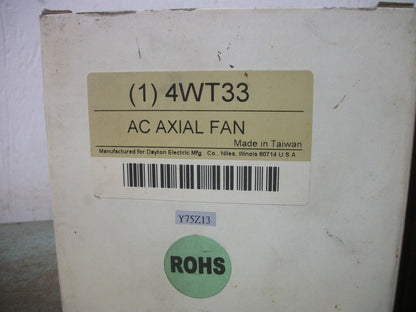 (1) 4WT33
AC AXIAL FAN
Made in Taiwan
Manufactured for Dayton Electric Mfg. Co., Niles, Illinois 60714 U S A
Y75Z13
ROHS